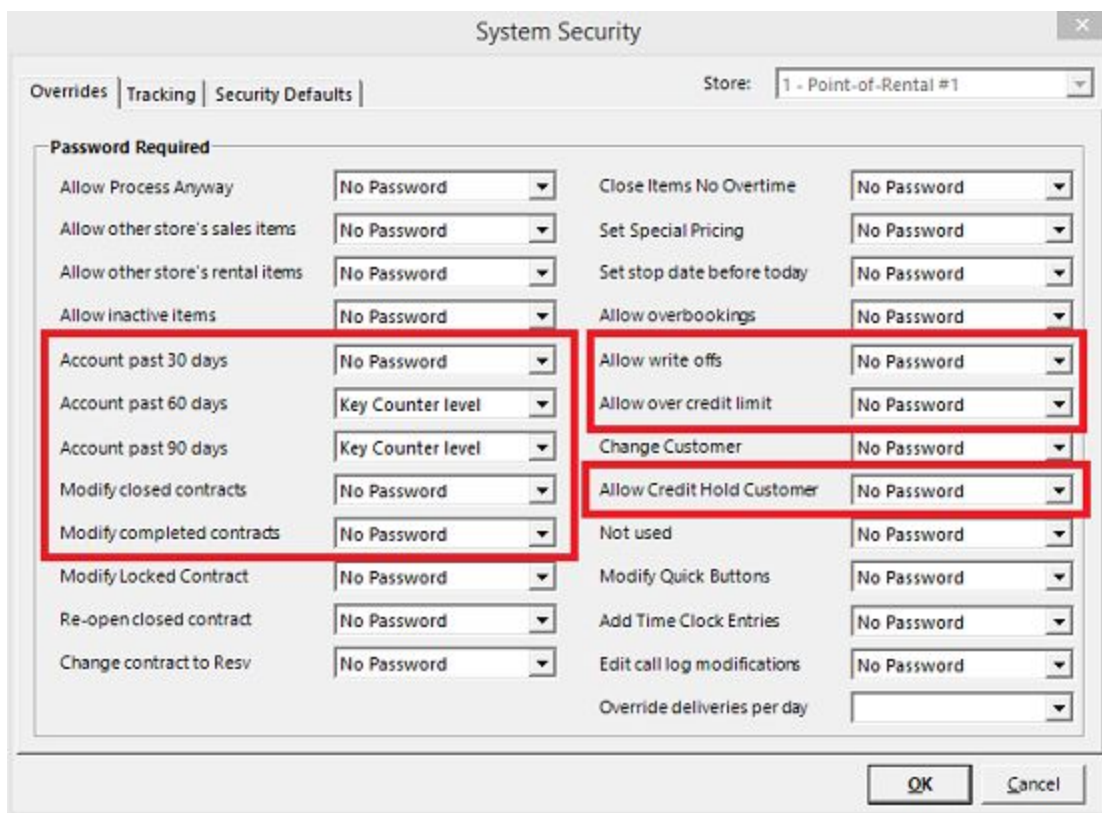 System Security
Overrides Tracking Security Defaults Store: 1 - Point-of-Rental #1
Password Required
Allow Process Anyway No Password Close Items No Overtime No Password
Allow other store's sales items No Password Set Special Pricing No Password
Allow other store's rental items No Password Set stop date before today No Password
Allow inactive items No Password Allow overbookings No Password
Account past 30 days No Password Allow write offs No Password
Account past 60 days Key Counter level Allow over credit limit No Password
Account past 90 days Key Counter level Change Customer No Password
Modify closed contracts No Password Allow Credit Hold Customer No Password
Modify completed contracts No Password Not used No Password
Modify Locked Contract No Password Modify Quick Buttons No Password
Re-open closed contract No Password Add Time Clock Entries No Password
Change contract to Resv No Password Edit call log modifications No Password
Override deliveries per day
OK Cancel